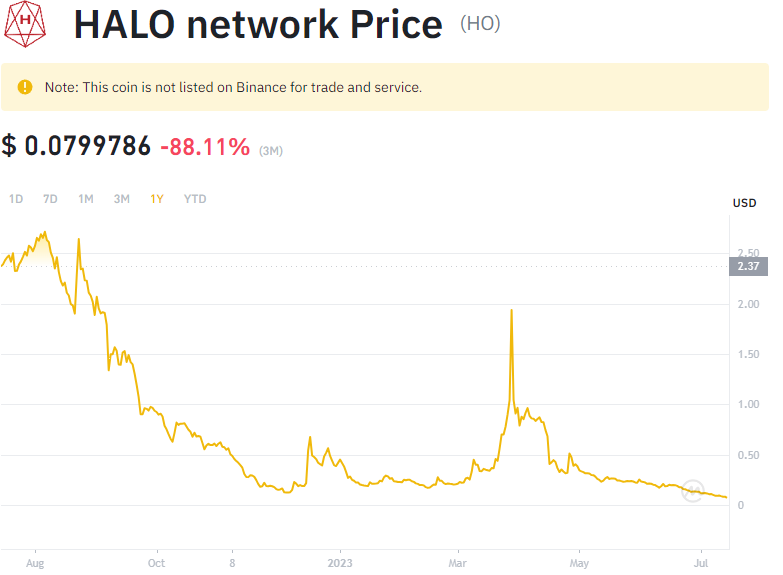 H
HALO network Price (HO)
Note: This coin is not listed on Binance for trade and service.
$ 0.0799786 -88.11% (3M)
1D 7D 1M 3M 1Y YTD
USD
2.50
2.37
2.00
1.50
1.00
0.50
0
Aug Oct 8 2023 Mar May Jul